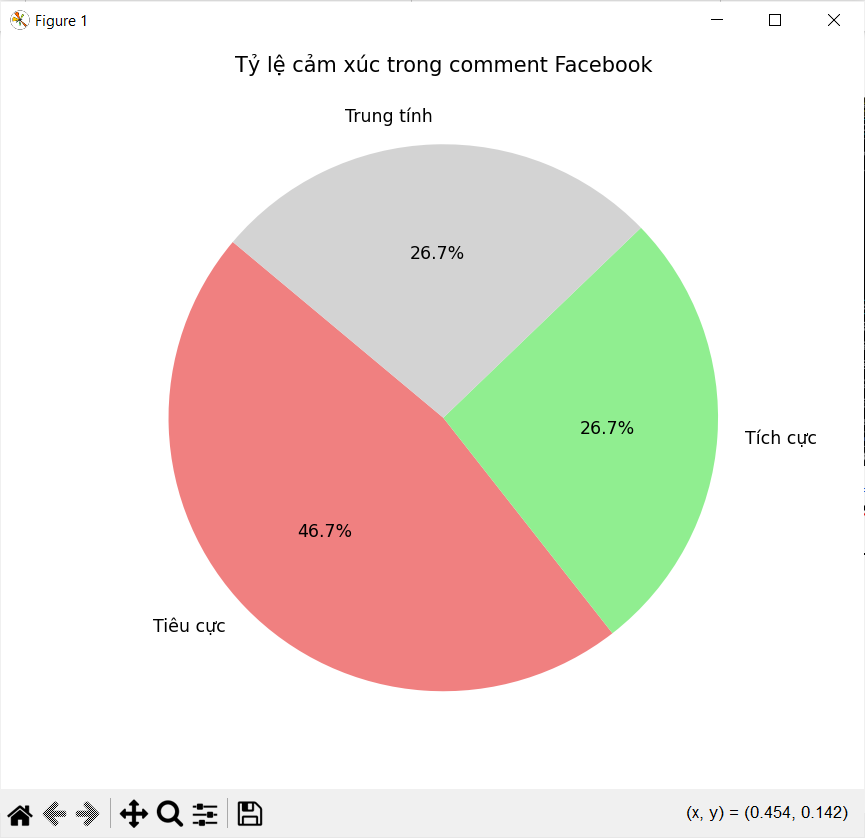 Figure 1
Tỷ lệ cảm xúc trong comment Facebook
Trung tính
26.7%
26.7%
Tích cực
46.7%
Tiêu cực
(x, y) = (0.454, 0.142)